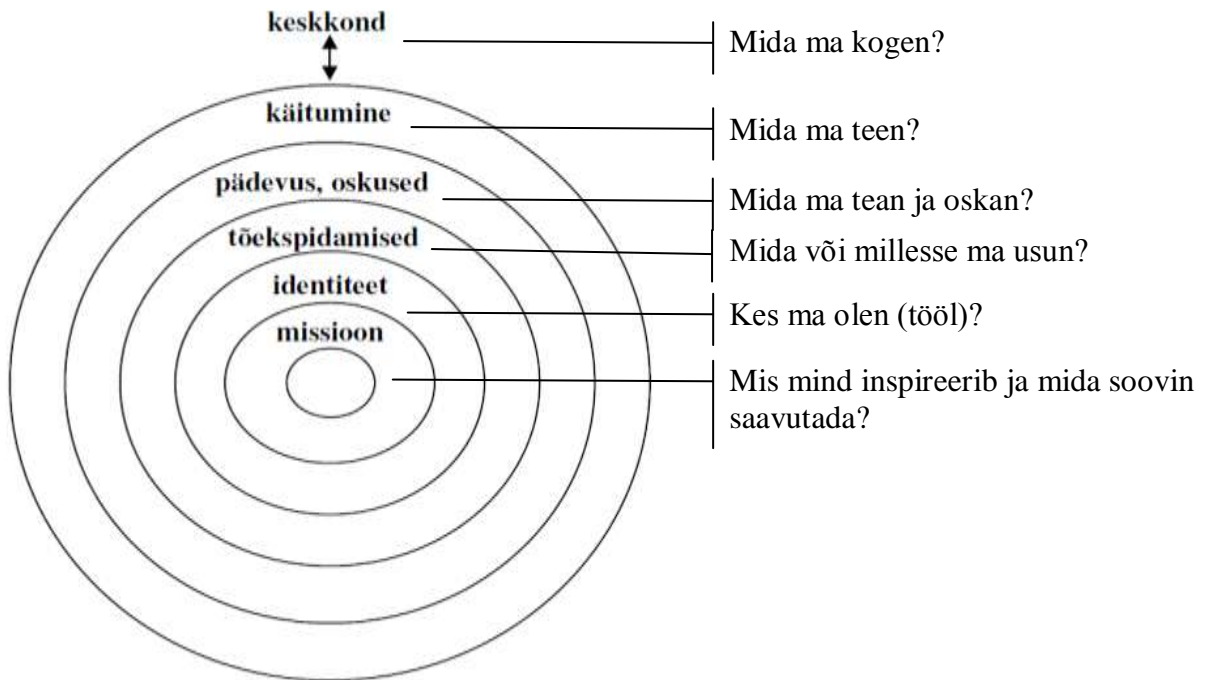 keskkond
Mida ma kogen?
käitumine
Mida ma teen?
pädevus, oskused
Mida ma tean ja oskan?
tõekspidamised
Mida või millesse ma usun?
identiteet
Kes ma olen (tööl)?
missioon
Mis mind inspireerib ja mida soovin
saavutada?